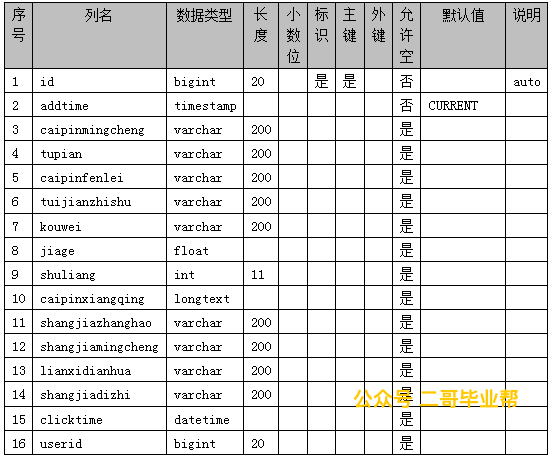 序号 列名 数据类型 长度 小数位 标识 主键 外键 允许空 默认值 说明
1 id bigint 20 是 是 否 auto
2 addtime timestamp 否 CURRENT
3 caipinmingcheng varchar 200 是
4 tupian varchar 200 是
5 caipinfenlei varchar 200 是
6 tuijianzhishu varchar 200 是
7 kouwei varchar 200 是
8 jiage float 是
9 shuliang int 11 是
10 caipinxiangqing longtext 是
11 shangjiazhanghao varchar 200 是
12 shangjiamingcheng varchar 200 是
13 lianxidianhua varchar 200 是
14 shangjiadizhi varchar 200 是
公众号 二哥毕业帮
15 clicktime datetime 是
16 userid bigint 20 是